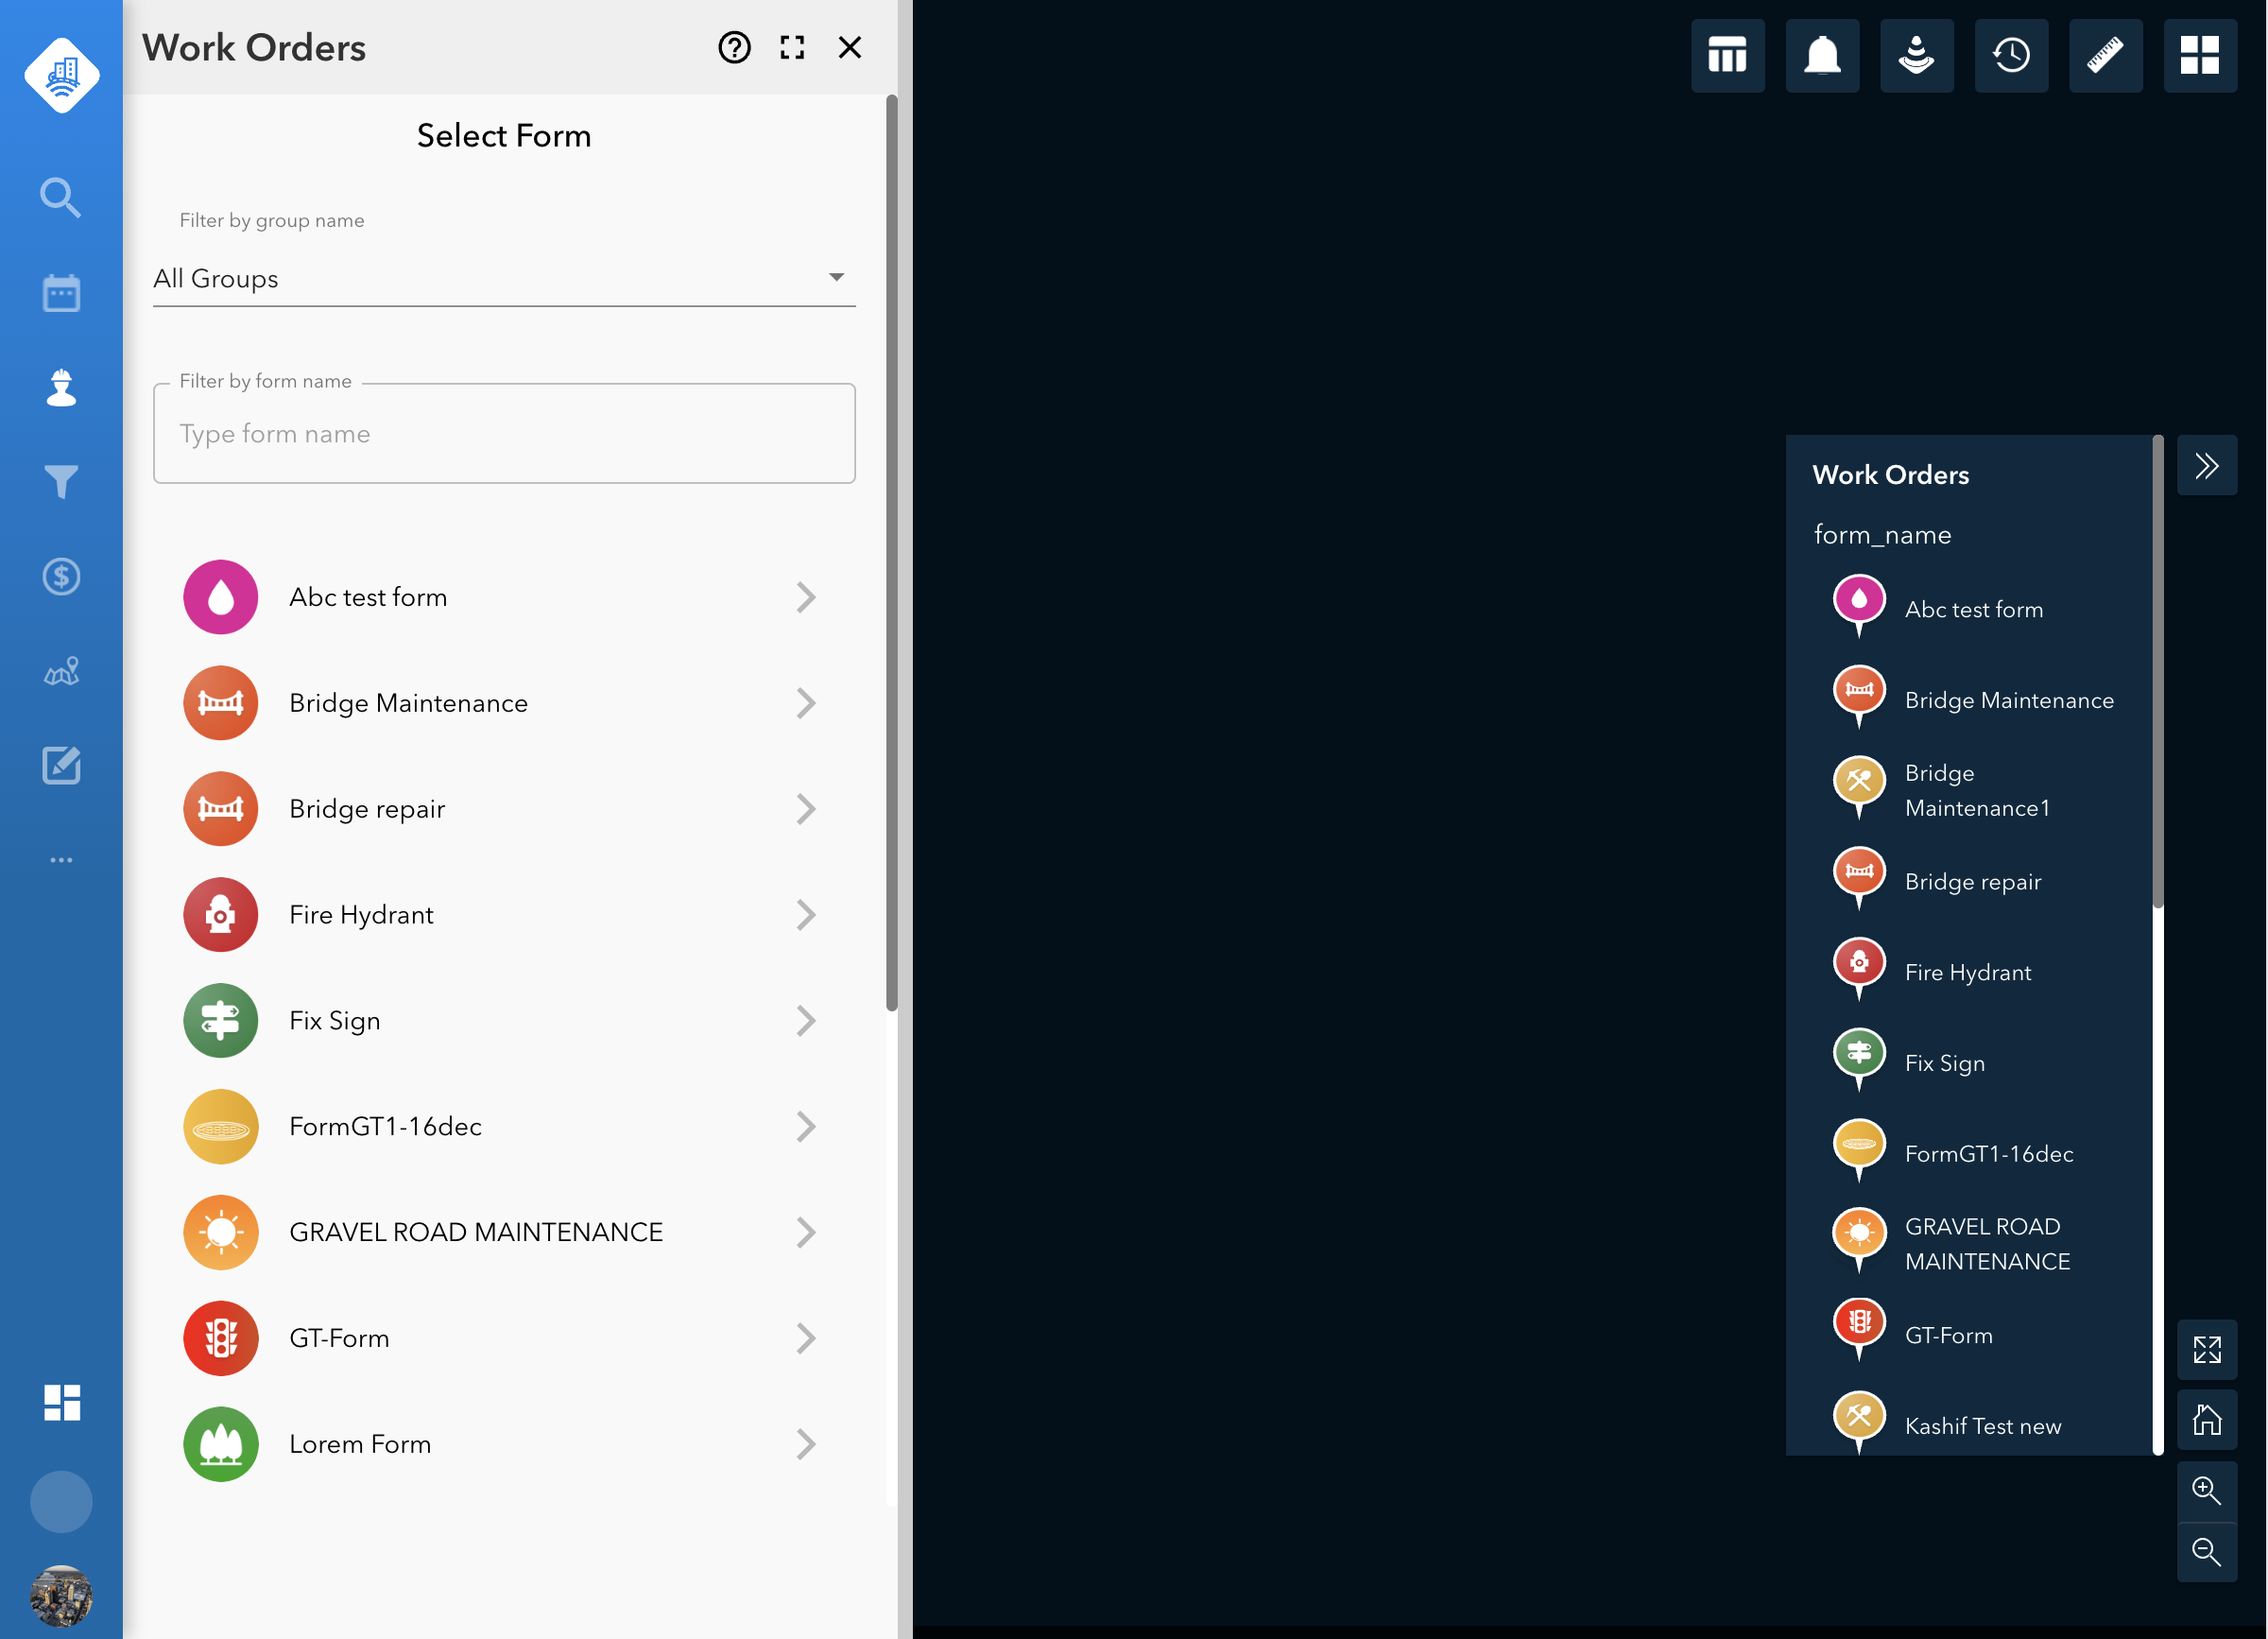 Work Orders
Select Form
Filter by group name
All Groups
Filter by form name
Type form name
Abc test form
Bridge Maintenance
Bridge repair
Fire Hydrant
Fix Sign
FormGT1-16dec
GRAVEL ROAD MAINTENANCE
GT-Form
Lorem Form
Work Orders
form_name
Abc test form
Bridge Maintenance
Bridge
Maintenance1
Bridge repair
Fire Hydrant
Fix Sign
FormGT1-16dec
GRAVEL ROAD
MAINTENANCE
GT-Form
Kashif Test new